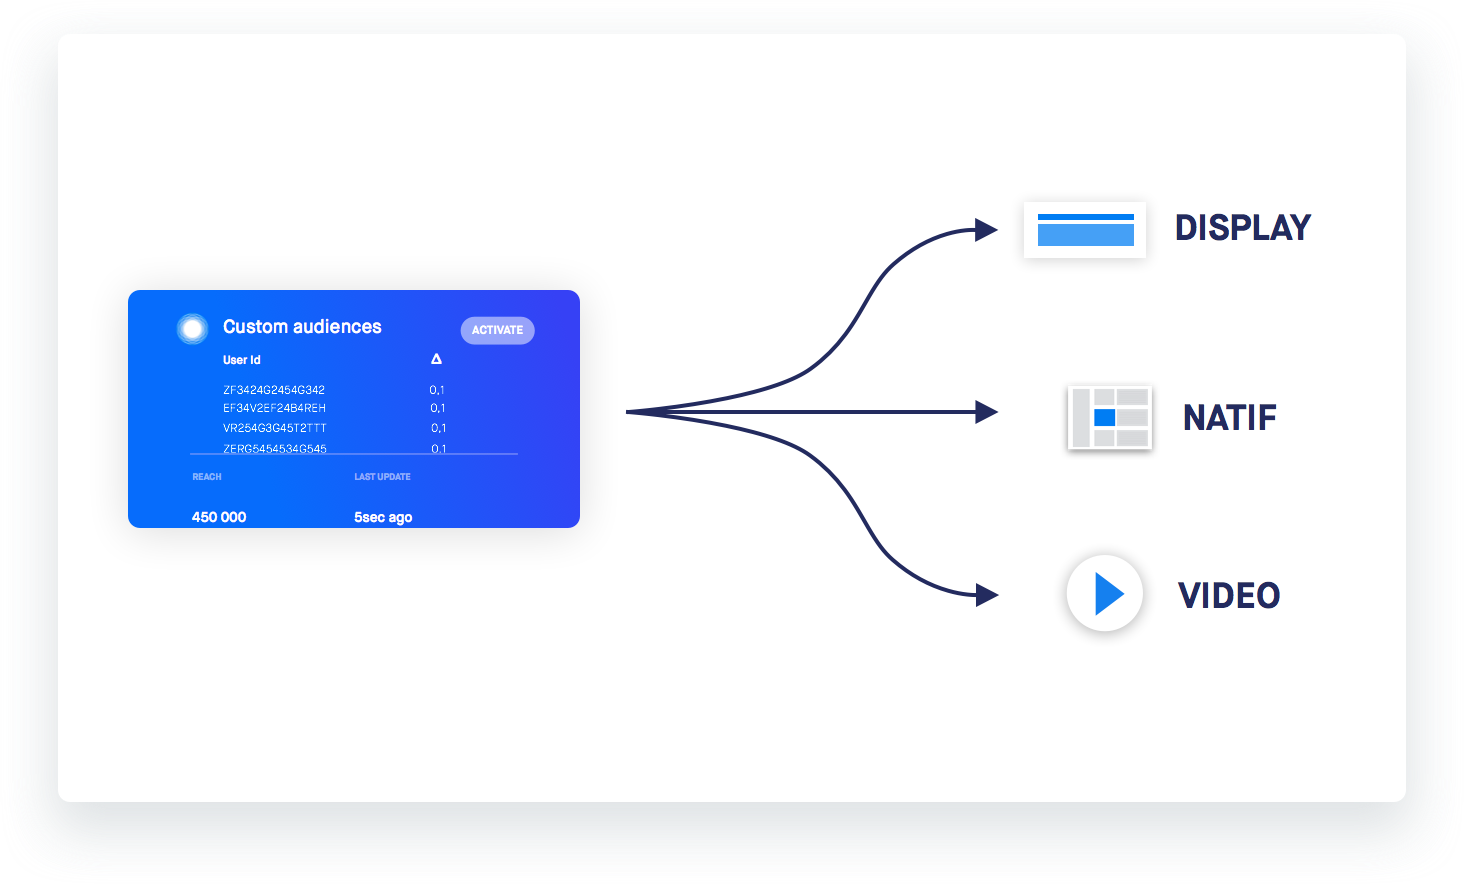 Custom audiences
ACTIVATE
User Id Δ
ZF3424G2454G342 0,1
EF34V2EF24B4REH 0,1
VR254G3G45T2TTT 0,1
ZERG5454534G545 0,1
REACH LAST UPDATE
450 000 5sec ago
DISPLAY
NATIF
VIDEO